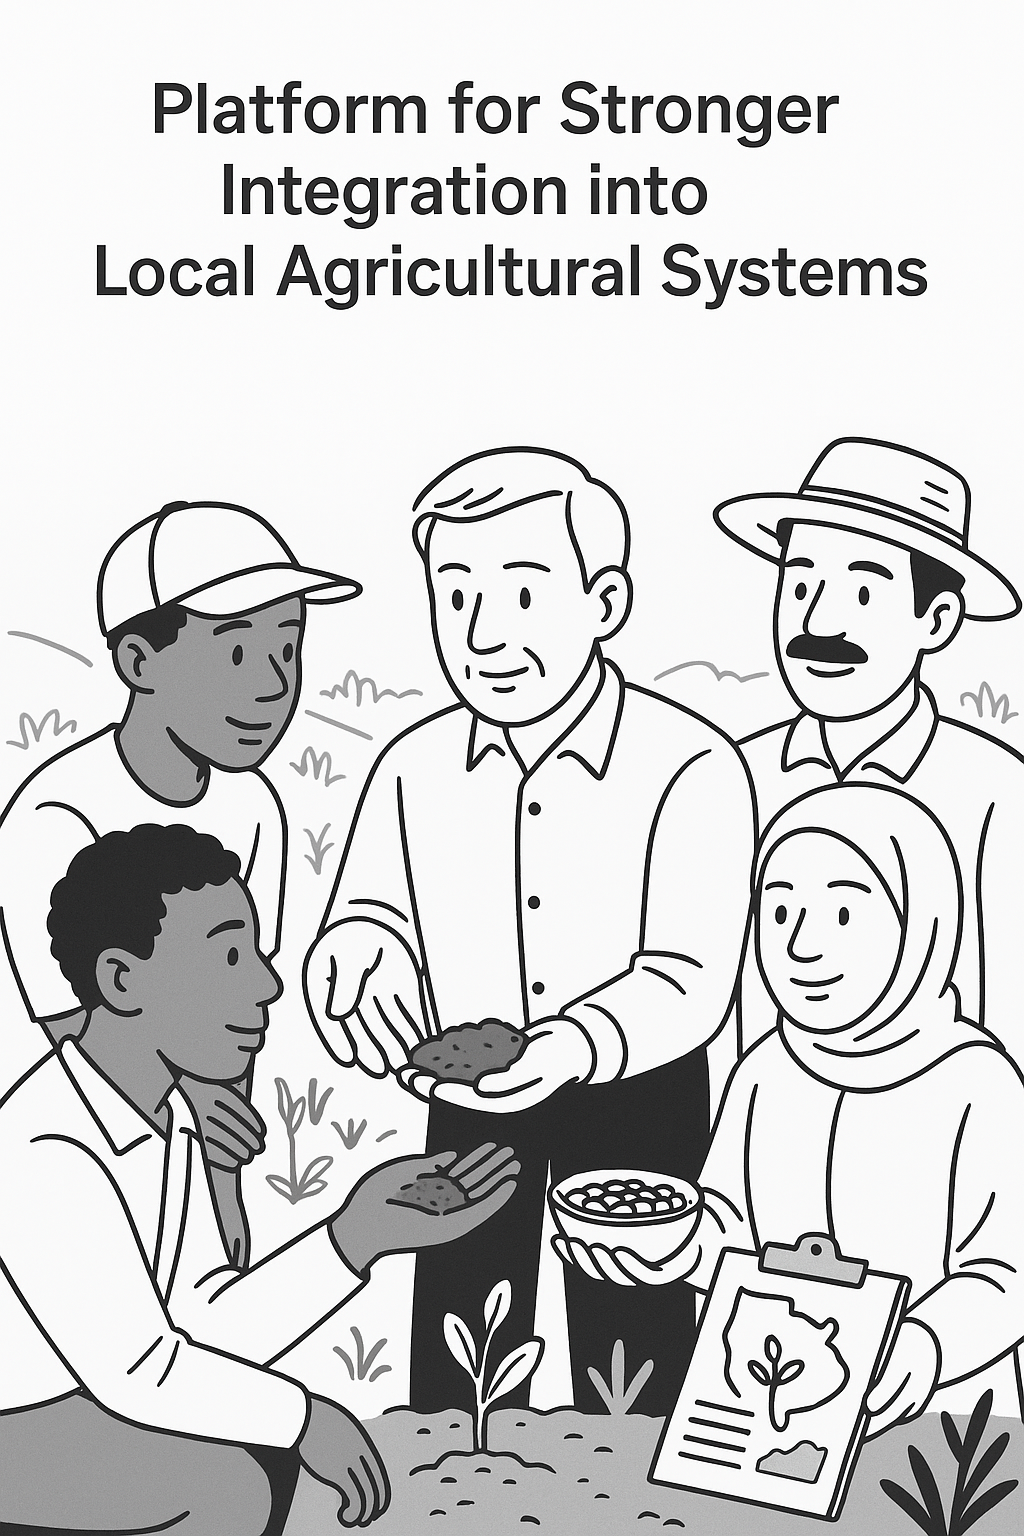 Platform for Stronger
Integration into
Local Agricultural Systems